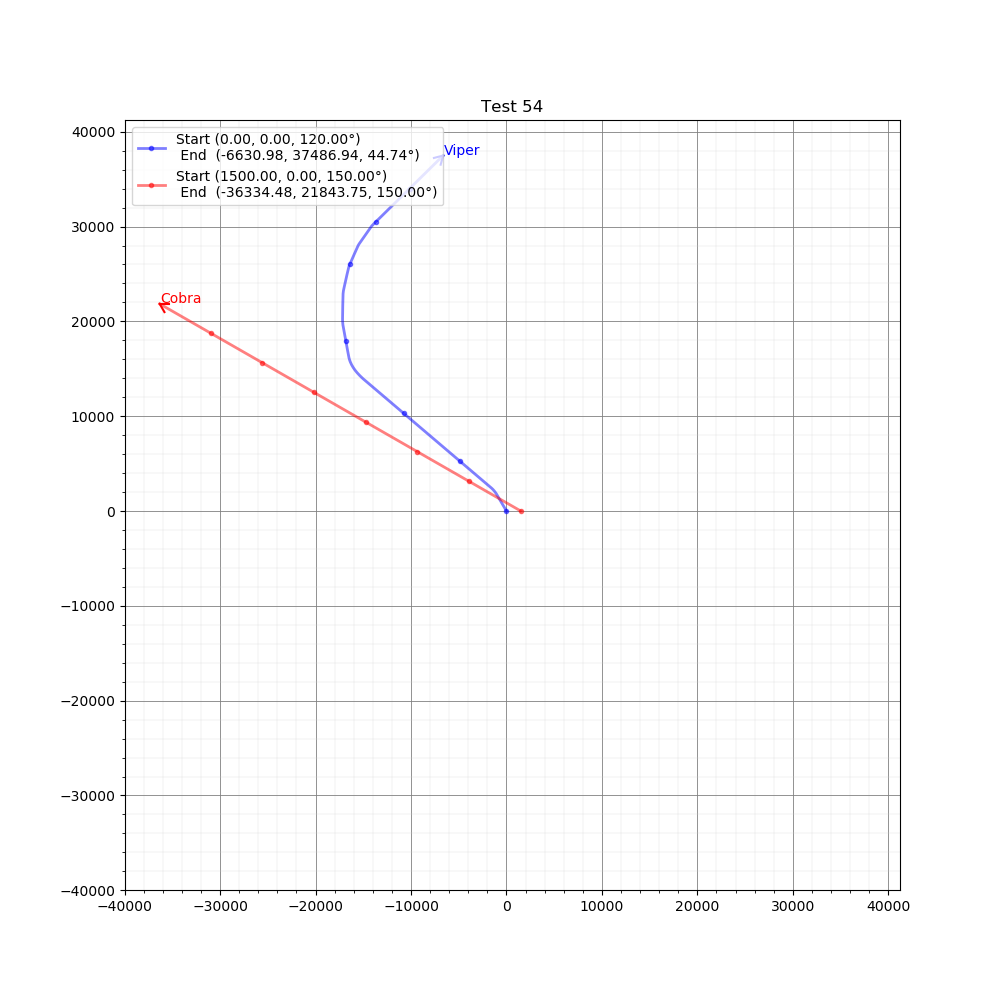 Test 54
Start (0.00, 0.00, 120.00°)
End (-6630.98, 37486.94, 44.74°)
Start (1500.00, 0.00, 150.00°)
End (-36334.48, 21843.75, 150.00°)
Viper
Cobra
40000
30000
20000
10000
0
−10000
−20000
−30000
−40000
−40000 −30000 −20000 −10000 0 10000 20000 30000 40000